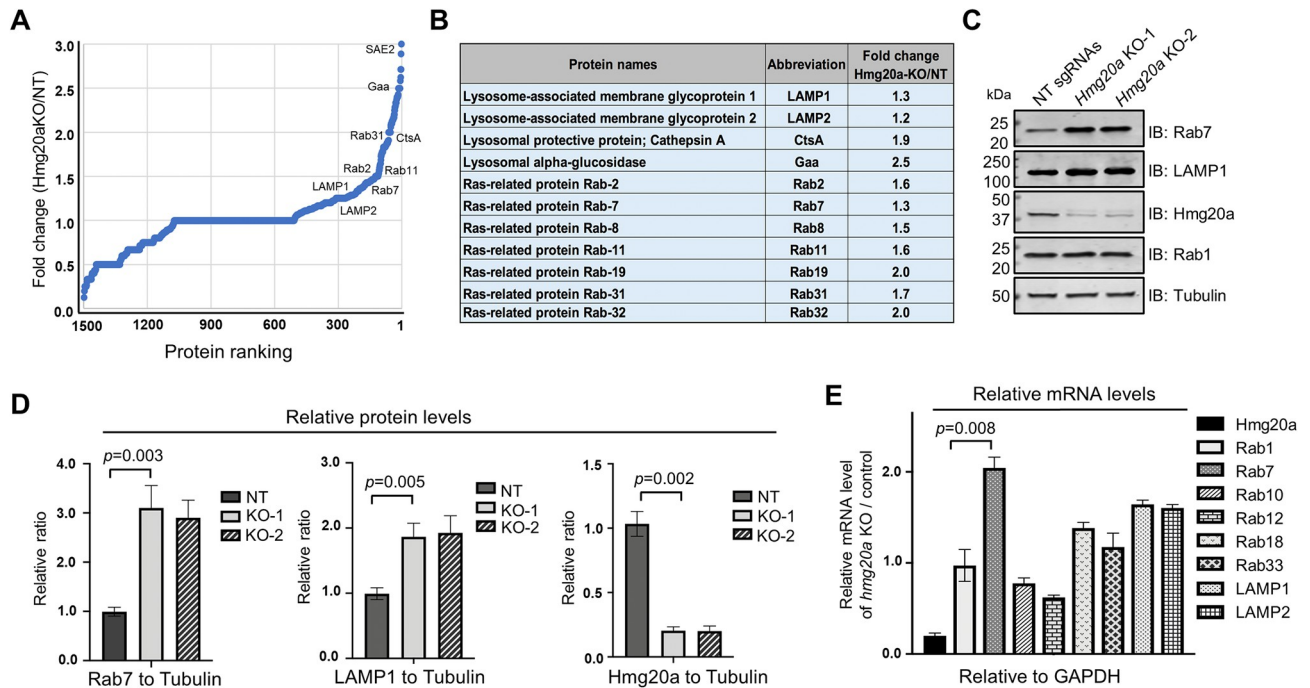 A
Fold change (Hmg20aKO/NT)
3.0
2.5
2.0
1.5
1.0
0.5
0.0
SAE2
Gaa
Rab31
CtsA
Rab2
Rab11
LAMP1
Rab7
LAMP2
1500 1200 900 600 300 1
Protein ranking
B
Protein names Abbreviation Fold change Hmg20a-KO/NT
Lysosome-associated membrane glycoprotein 1 LAMP1 1.3
Lysosome-associated membrane glycoprotein 2 LAMP2 1.2
Lysosomal protective protein; Cathepsin A CtsA 1.9
Lysosomal alpha-glucosidase Gaa 2.5
Ras-related protein Rab-2 Rab2 1.6
Ras-related protein Rab-7 Rab7 1.3
Ras-related protein Rab-8 Rab8 1.5
Ras-related protein Rab-11 Rab11 1.6
Ras-related protein Rab-19 Rab19 2.0
Ras-related protein Rab-31 Rab31 1.7
Ras-related protein Rab-32 Rab32 2.0
C
NT sgRNAs
Hmg20a KO-1
Hmg20a KO-2
kDa
25
20
IB: Rab7
250
100
IB: LAMP1
50
37
IB: Hmg20a
25
20
IB: Rab1
50
IB: Tubulin
D
Relative protein levels
Relative ratio
4.0
3.0
2.0
1.0
0.0
p=0.003
NT
KO-1
KO-2
Rab7 to Tubulin
Relative ratio
3.0
2.0
1.0
0.0
p=0.005
NT
KO-1
KO-2
LAMP1 to Tubulin
Relative ratio
1.5
1.0
0.5
0.0
p=0.002
NT
KO-1
KO-2
Hmg20a to Tubulin
E
Relative mRNA levels
Relative mRNA level
of hmg20a KO / control
2.0
1.0
0.0
p=0.008
Relative to GAPDH
Hmg20a
Rab1
Rab7
Rab10
Rab12
Rab18
Rab33
LAMP1
LAMP2